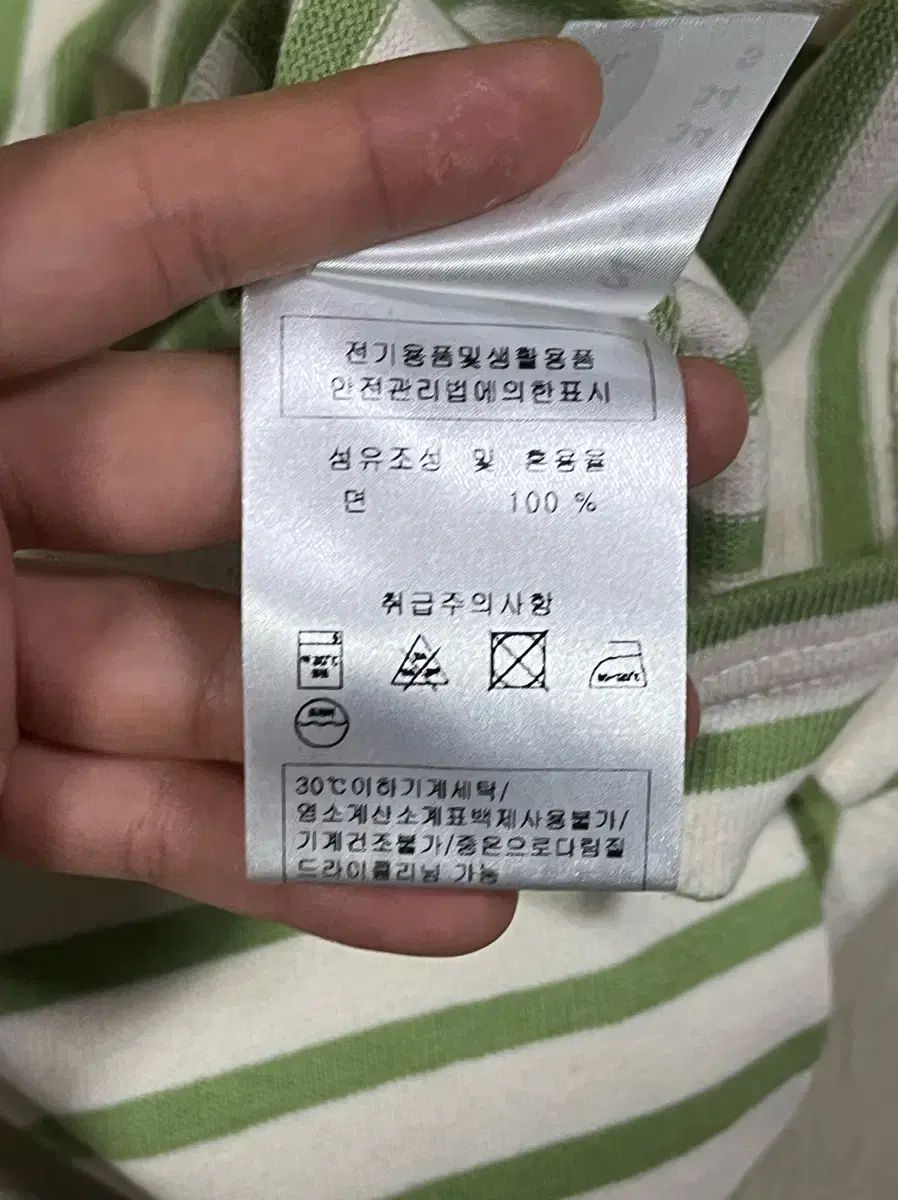 전기용품및생활용품
안전관리법에의한표시
섬유조성 및 혼용율
면 100 %
취급주의사항
30℃이하기계세탁/
염소계산소계표백제사용불가/
기계건조불가/중온으로다림질
드라이클리닝 가능